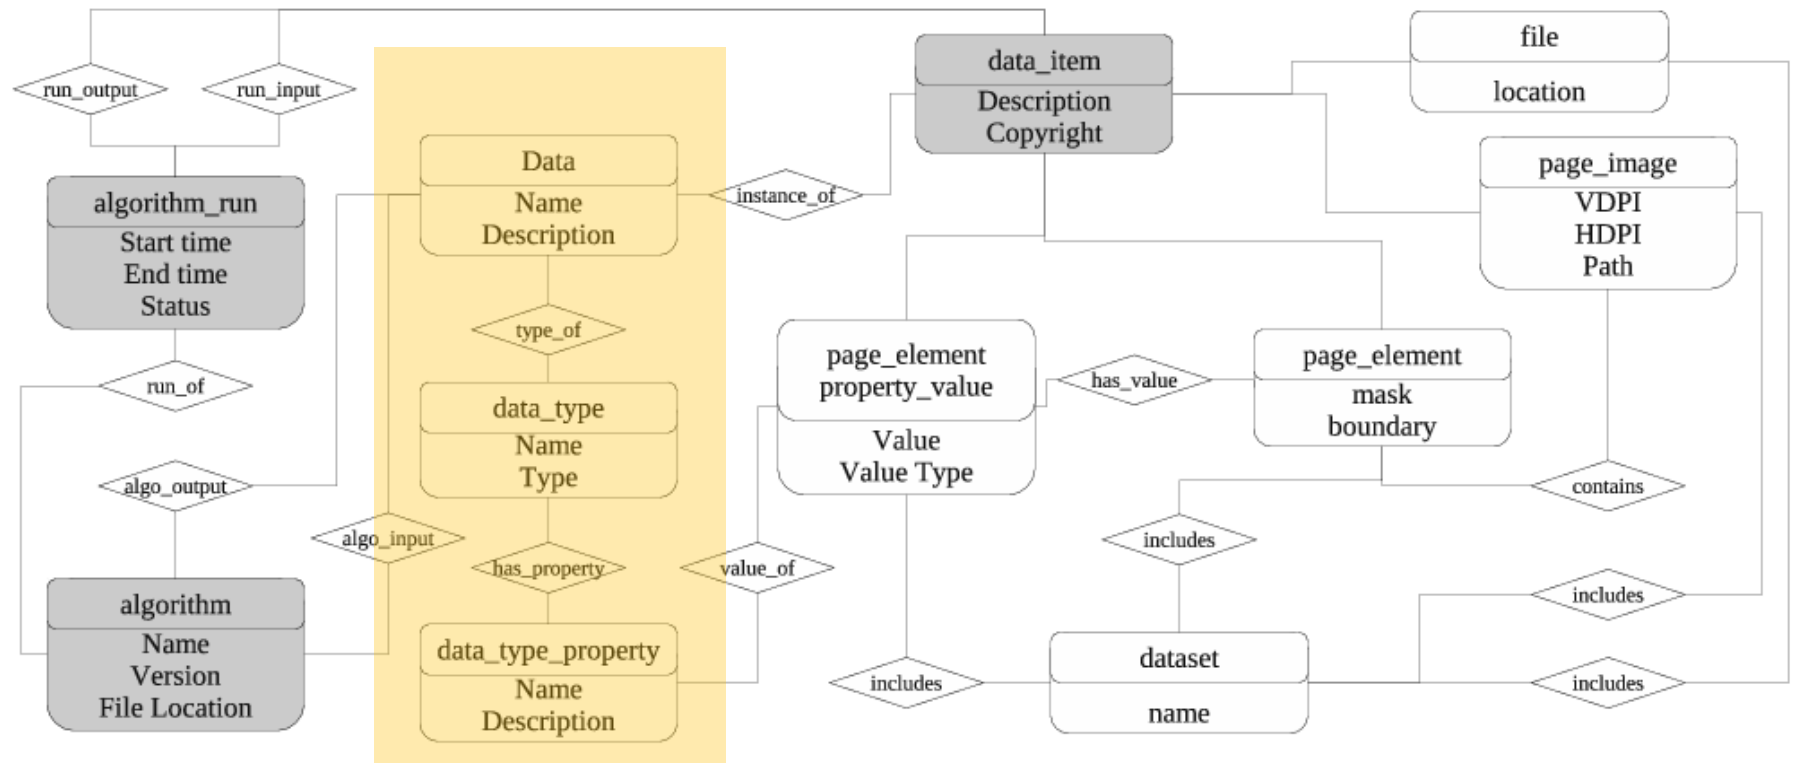 run_output
run_input
data_item
Description
Copyright
file
location
Data
Name
Description
instance_of
page_image
VDPI
HDPI
Path
algorithm_run
Start time
End time
Status
type_of
run_of
page_element
property_value
Value
Value Type
has_value
page_element
mask
boundary
data_type
Name
Type
algo_output
contains
algo_input
has_property
value_of
includes
includes
algorithm
Name
Version
File Location
data_type_property
Name
Description
includes
dataset
name
includes